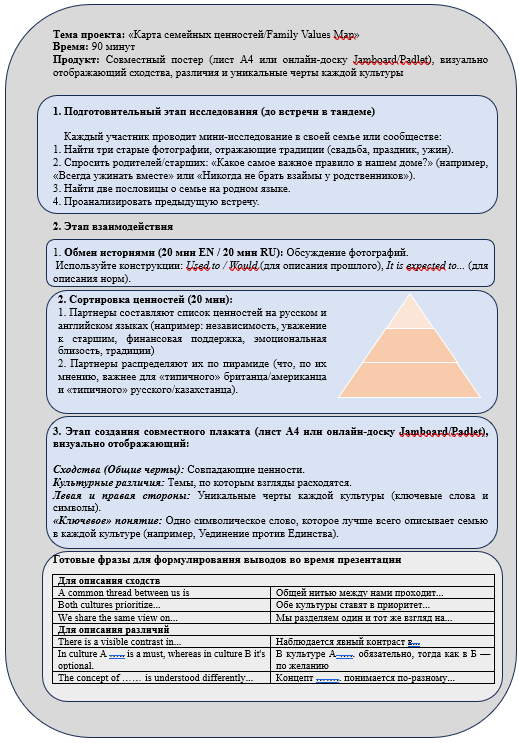 Тема проекта: «Карта семейных ценностей/Family Values Map»
Время: 90 минут
Продукт: Совместный постер (лист А4 или онлайн-доску Jamboard/Padlet), визуально
отображающий сходства, различия и уникальные черты каждой культуры
1. Подготовительный этап исследования (до встречи в тандеме)
Каждый участник проводит мини-исследование в своей семье или сообществе:
1. Найти три старые фотографии, отражающие традиции (свадьба, праздник, ужин).
2. Спросить родителей/старших: «Какое самое важное правило в нашем доме?» (например,
«Всегда ужинать вместе» или «Никогда не брать взаймы у родственников»).
3. Найти две пословицы о семье на родном языке.
4. Проанализировать предыдущую встречу.
2. Этап взаимодействия
1. Обмен историями (20 мин EN / 20 мин RU): Обсуждение фотографий.
Используйте конструкции: Used to / Would (для описания прошлого), It is expected to... (для
описания норм).
2. Сортировка ценностей (20 мин):
1. Партнеры составляют список ценностей на русском и
английском языках (например: независимость, уважение
к старшим, финансовая поддержка, эмоциональная
близость, традиции)
2. Партнеры распределяют их по пирамиде (что, по их
мнению, важнее для «типичного» британца/американца
и «типичного» русского/казахстанца).
3. Этап создания совместного плаката (лист А4 или онлайн-доску Jamboard/Padlet),
визуально отображающий:
Сходства (Общие черты): Совпадающие ценности.
Культурные различия: Темы, по которым взгляды расходятся.
Левая и правая стороны: Уникальные черты каждой культуры (ключевые слова и
символы).
«Ключевое» понятие: Одно символическое слово, которое лучше всего описывает семью
в каждой культуре (например, Уединение против Единства).
Готовые фразы для формулирования выводов во время презентации
Для описания сходств
A common thread between us is
Общей нитью между нами проходит...
Both cultures prioritize...
Обе культуры ставят в приоритет...
We share the same view on...
Мы разделяем один и тот же взгляд на...
Для описания различий
There is a visible contrast in...
Наблюдается явный контраст в...
In culture A ...... is a must, whereas in culture B it's
optional.
В культуре А...... обязательно, тогда как в Б —
по желанию
The concept of …… is understood differently...
Концепт ……. понимается по-разному...